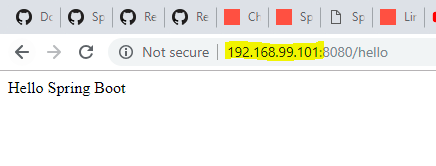 Do Sp Re Re Ch Sp Sp Lir
Not secure 192.168.99.101:8080/hello
Hello Spring Boot